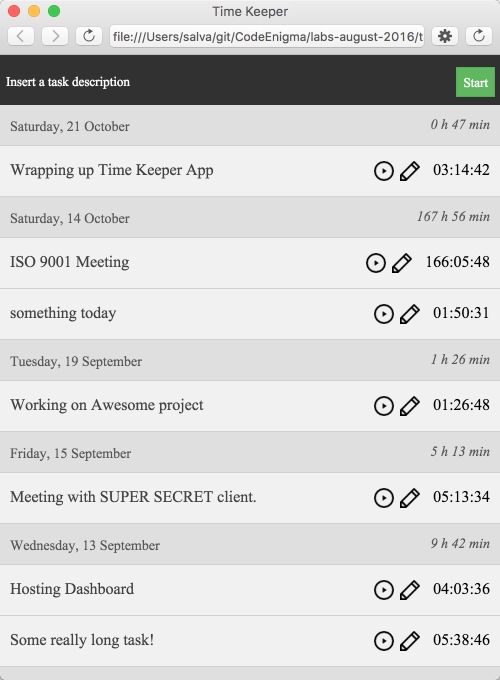 Time Keeper
file:///Users/salva/git/CodeEnigma/labs-august-2016/t
Insert a task description Start
Saturday, 21 October 0 h 47 min
Wrapping up Time Keeper App 03:14:42
Saturday, 14 October 167 h 56 min
ISO 9001 Meeting 166:05:48
something today 01:50:31
Tuesday, 19 September 1 h 26 min
Working on Awesome project 01:26:48
Friday, 15 September 5 h 13 min
Meeting with SUPER SECRET client. 05:13:34
Wednesday, 13 September 9 h 42 min
Hosting Dashboard 04:03:36
Some really long task! 05:38:46